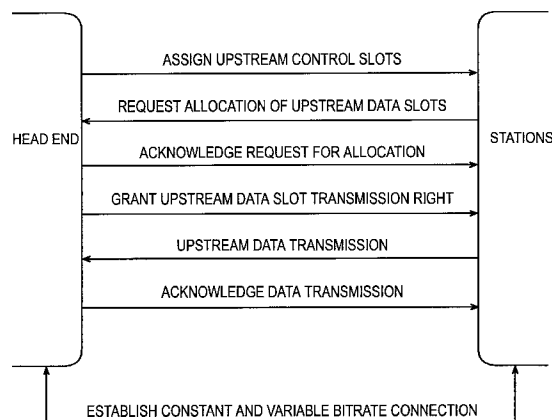 ASSIGN UPSTREAM CONTROL SLOTS
REQUEST ALLOCATION OF UPSTREAM DATA SLOTS
HEAD END
STATIONS
ACKNOWLEDGE REQUEST FOR ALLOCATION
GRANT UPSTREAM DATA SLOT TRANSMISSION RIGHT
UPSTREAM DATA TRANSMISSION
ACKNOWLEDGE DATA TRANSMISSION
ESTABLISH CONSTANT AND VARIABLE BITRATE CONNECTION